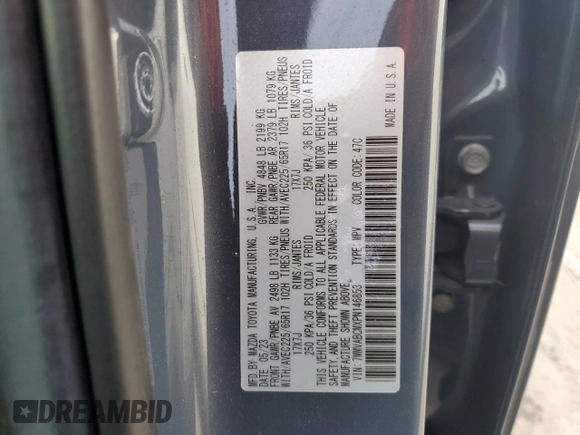 MFD. BY MAZDA TOYOTA MANUFACTURING, U.S.A., INC.
DATE: 05/23 GVWR/PNBV 4848 LB 2199 KG
FRONT GAWR/PNBE AV 2498 LB 1133 KG REAR GAWR/PNBE AR 2379 LB 1079 KG
WITH/AVEC225/65R17 102H TIRES/PNEUS WITH/AVEC225/65R17 102H TIRES/PNEUS
17X7J RIMS/JANTES 17X7J RIMS/JANTES
250 KPA/36 PSI COLD/A FROID 250 KPA/36 PSI COLD/A FROID
THIS VEHICLE CONFORMS TO ALL APPLICABLE FEDERAL MOTOR VEHICLE
SAFETY AND THEFT PREVENTION STANDARDS IN EFFECT ON THE DATE OF
MANUFACTURE SHOWN ABOVE.
VIN: TYPE: MPV COLOR CODE: 47C
MADE IN U.S.A.
DREAMBID